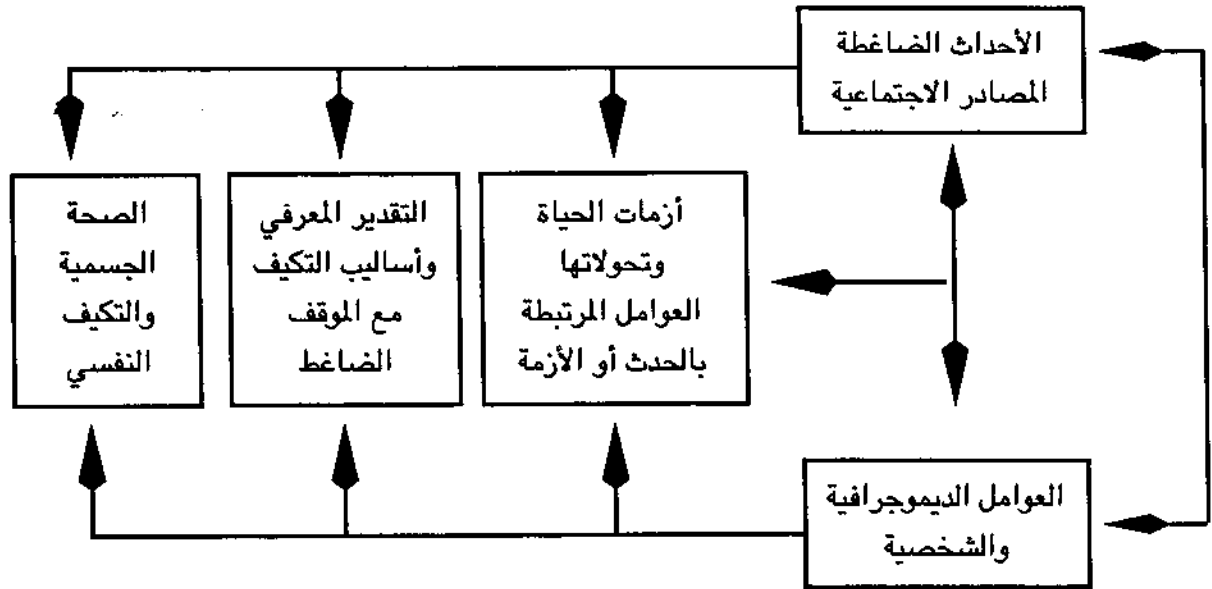 الأحداث الضاغطة
المصادر الاجتماعية
أزمات الحياة
وتحولاتها
العوامل المرتبطة
بالحدث أو الأزمة
التقدير المعرفي
وأساليب التكيف
مع الموقف
الضاغط
الصحة
الجسمية
والتكيف
النفسي
العوامل الديموجرافية
والشخصية